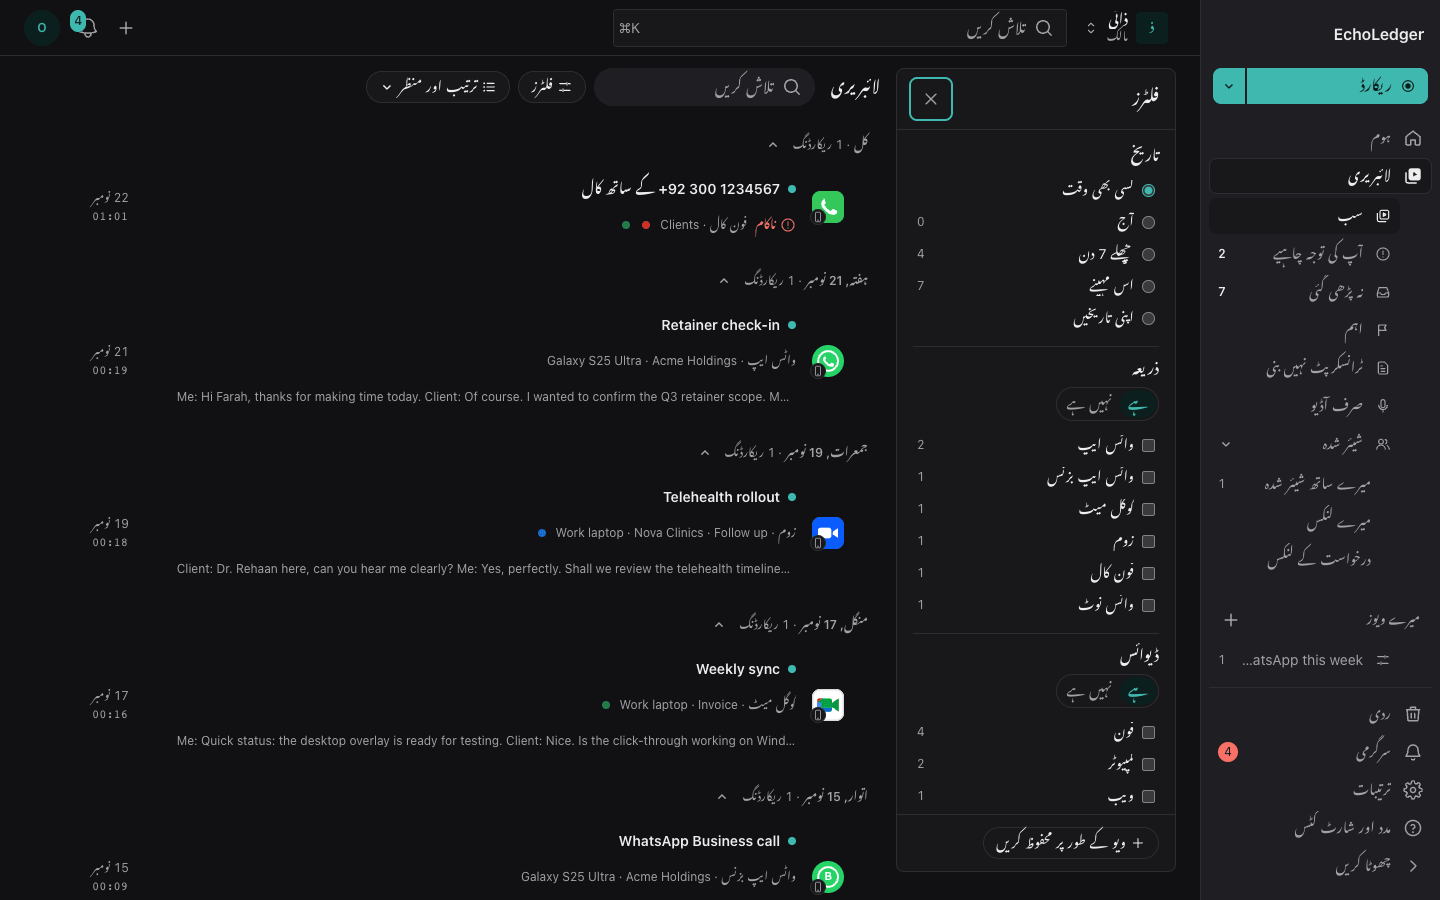 EchoLedger
ریکارڈ
ہوم
لائبریری
سب
آپ کی توجہ چاہیے 2
نہ پڑھی گئی 7
اہم
ٹرانسکرپٹ نہیں بنی
صرف آڈیو
شیئر شدہ
میرے ساتھ شیئر شدہ 1
میرے لنکس
درخواست کے لنکس
میرے ویوز
...atsApp this week 1
ردی
سرگرمی 4
ترتیبات
مدد اور شارٹ کٹس
چھوٹا کریں
ذ
ذاتی
مالک
تلاش کریں ⌘K
4
O
فلٹرز
تاریخ
کسی بھی وقت
آج 0
پچھلے 7 دن 4
اس مہینے 7
اپنی تاریخیں
ذریعہ
ہے نہیں ہے
واٹس ایپ 2
واٹس ایپ بزنس 1
گوگل میٹ 1
زوم 1
فون کال 1
وائس نوٹ 1
ڈیوائس
ہے نہیں ہے
فون 4
کمپیوٹر 2
ویب 1
ویو کے طور پر محفوظ کریں
لائبریری
تلاش کریں
فلٹرز
ترتیب اور منظر
کل · 1 ریکارڈنگ
+92 300 1234567 کے ساتھ کال
ناکام فون کال · Clients
22 نومبر
01:01
ہفتہ, 21 نومبر · 1 ریکارڈنگ
Retainer check-in
واٹس ایپ · Galaxy S25 Ultra · Acme Holdings
Me: Hi Farah, thanks for making time today. Client: Of course. I wanted to confirm the Q3 retainer scope. M...
21 نومبر
00:19
جمعرات, 19 نومبر · 1 ریکارڈنگ
Telehealth rollout
زوم · Work laptop · Nova Clinics · Follow up
Client: Dr. Rehaan here, can you hear me clearly? Me: Yes, perfectly. Shall we review the telehealth timeline...
19 نومبر
00:18
منگل, 17 نومبر · 1 ریکارڈنگ
Weekly sync
گوگل میٹ · Work laptop · Invoice
Me: Quick status: the desktop overlay is ready for testing. Client: Nice. Is the click-through working on Wind...
17 نومبر
00:16
اتوار, 15 نومبر · 1 ریکارڈنگ
WhatsApp Business call
واٹس ایپ بزنس · Galaxy S25 Ultra · Acme Holdings
15 نومبر
00:09